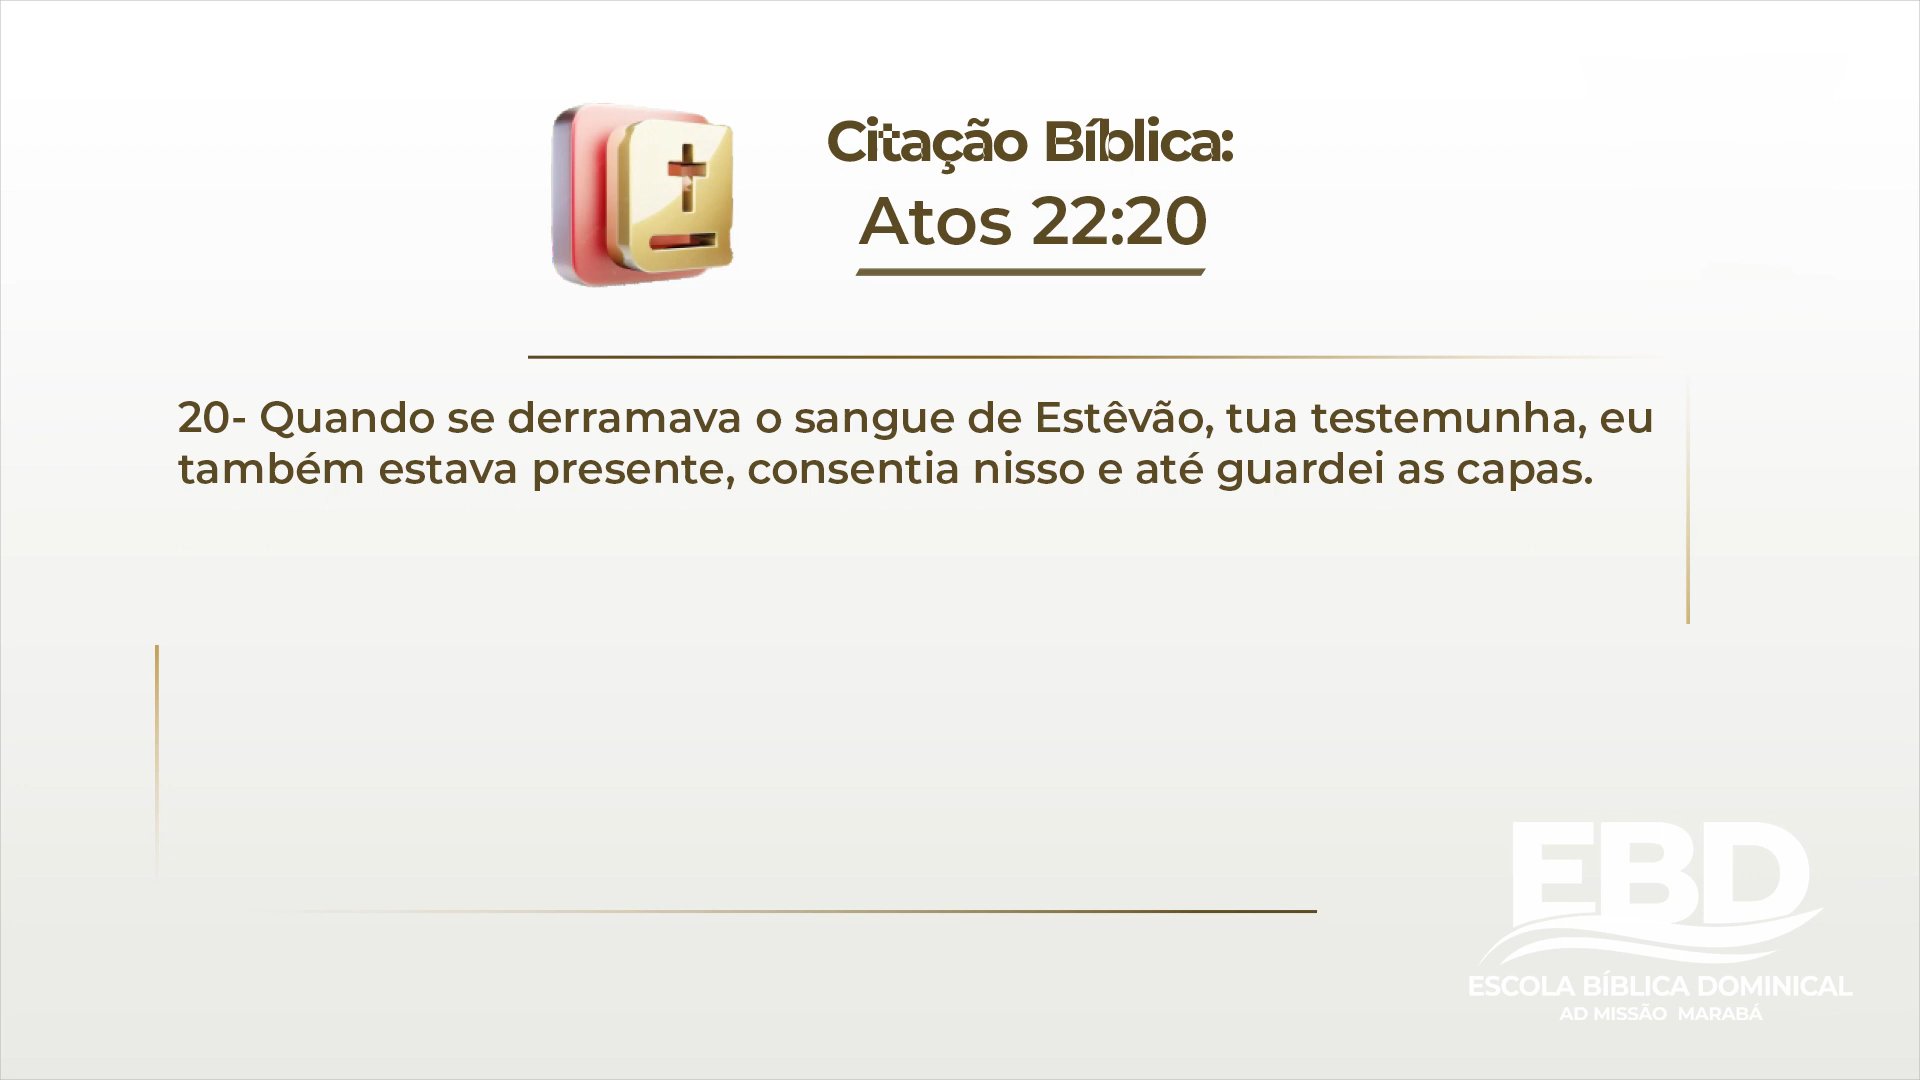 Citação Bíblica:
Atos 22:20
20- Quando se derramava o sangue de Estêvão, tua testemunha, eu
também estava presente, consentia nisso e até guardei as capas.
EBD
ESCOLA BÍBLICA DOMINICAL
AD MISSÃO MARABÁ